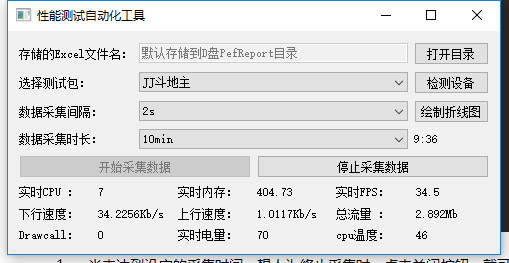 性能测试自动化工具
存储的Excel文件名： 默认存储到D盘PefReport目录 打开目录
选择测试包： JJ斗地主 检测设备
数据采集间隔： 2s 绘制折线图
数据采集时长： 10min 9:36
开始采集数据 停止采集数据
实时CPU： 7 实时内存： 404.73 实时FPS： 34.5
下行速度： 34.2256Kb/s 上行速度： 1.0117Kb/s 总流量： 2.892Mb
Drawcall： 0 实时电量： 70 cpu温度： 46